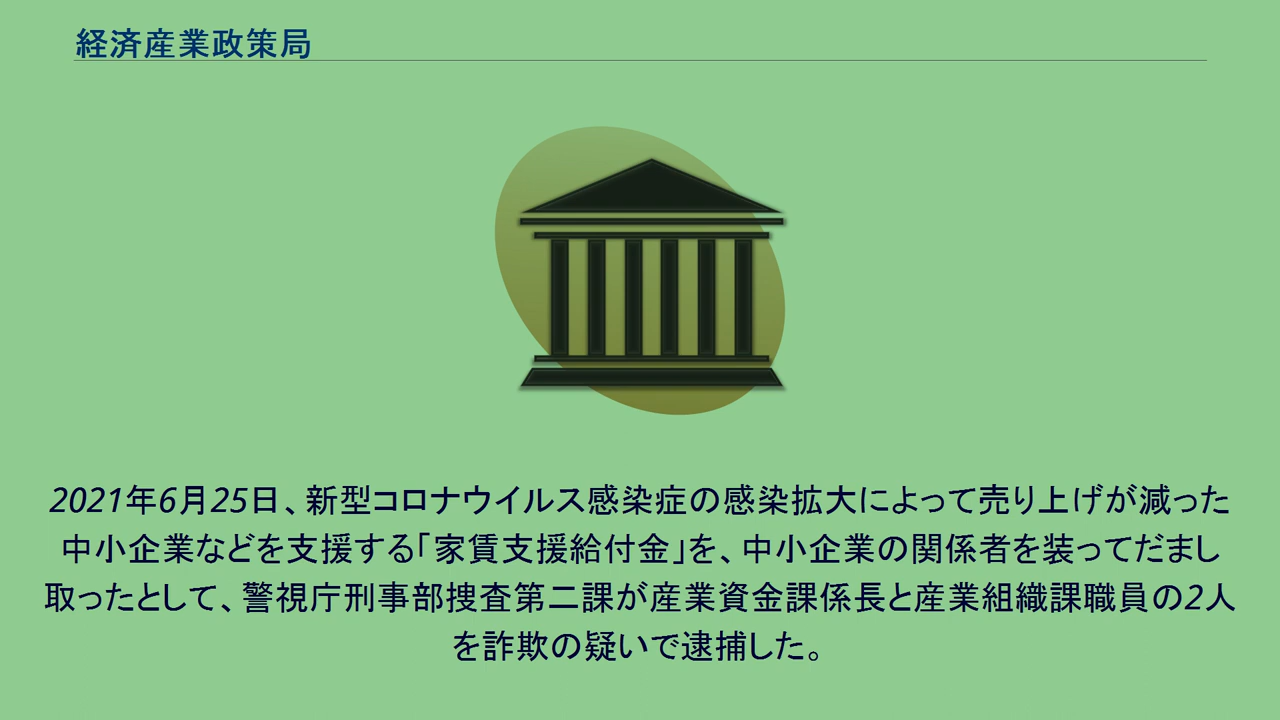 経済産業政策局
2021年6月25日、新型コロナウイルス感染症の感染拡大によって売り上げが減った
中小企業などを支援する「家賃支援給付金」を、中小企業の関係者を装ってだまし
取ったとして、警視庁刑事部捜査第二課が産業資金課係長と産業組織課職員の2人
を詐欺の疑いで逮捕した。